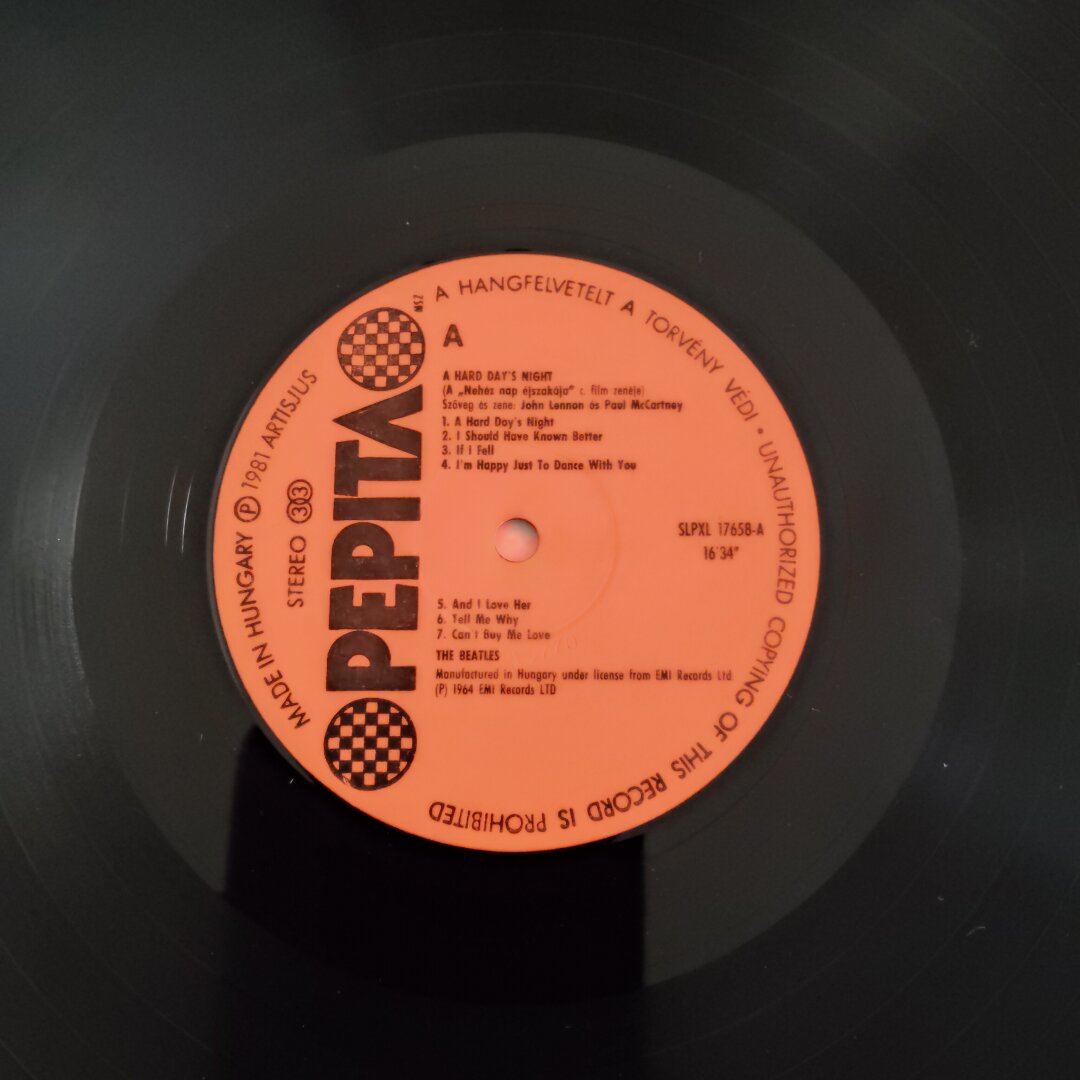 A HANGFELVETELT A TÖRVÉNY VÉDI • UNAUTHORIZED COPYING OF THIS RECORD IS PROHIBITED
MADE IN HUNGARY Ⓟ 1981 ARTISJUS
STEREO 33
PEPITA
MSZ
A
A HARD DAY'S NIGHT
(A „Nehéz nap éjszakája" c. film zenéje)
Szöveg és zene: John Lennon és Paul McCartney
1. A Hard Day's Night
2. I Should Have Known Better
3. If I Fell
4. I'm Happy Just To Dance With You
SLPXL 17658-A
16'34"
5. And I Love Her
6. Tell Me Why
7. Can I Buy Me Love
THE BEATLES
Manufactured in Hungary under license from EMI Records Ltd
(P) 1964 EMI Records LTD